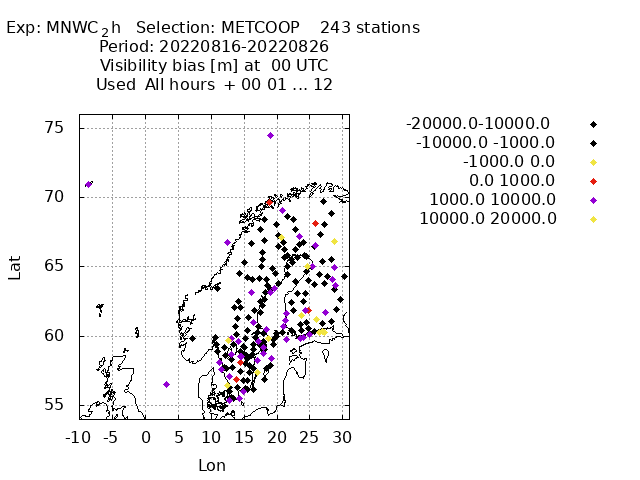 Exp: MNWC2h   Selection: METCOOP    243 stations
Period: 20220816-20220826
Visibility bias [m] at  00 UTC
Used  All hours  + 00 01 ... 12
-20000.0-10000.0
-10000.0 -1000.0
-1000.0 0.0
0.0 1000.0
1000.0 10000.0
10000.0 20000.0
75
70
65
60
55
Lat
-10 -5 0 5 10 15 20 25 30
Lon